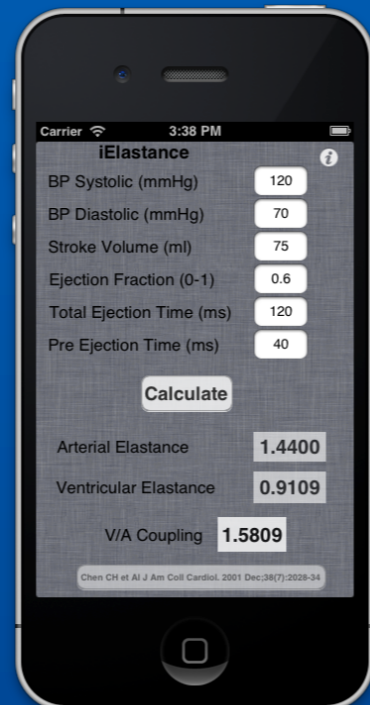 Carrier 3:38 PM
iElastance
i
BP Systolic (mmHg) 120
BP Diastolic (mmHg) 70
Stroke Volume (ml) 75
Ejection Fraction (0-1) 0.6
Total Ejection Time (ms) 120
Pre Ejection Time (ms) 40
Calculate
Arterial Elastance 1.4400
Ventricular Elastance 0.9109
V/A Coupling 1.5809
Chen CH et Al J Am Coll Cardiol. 2001 Dec;38(7):2028-34